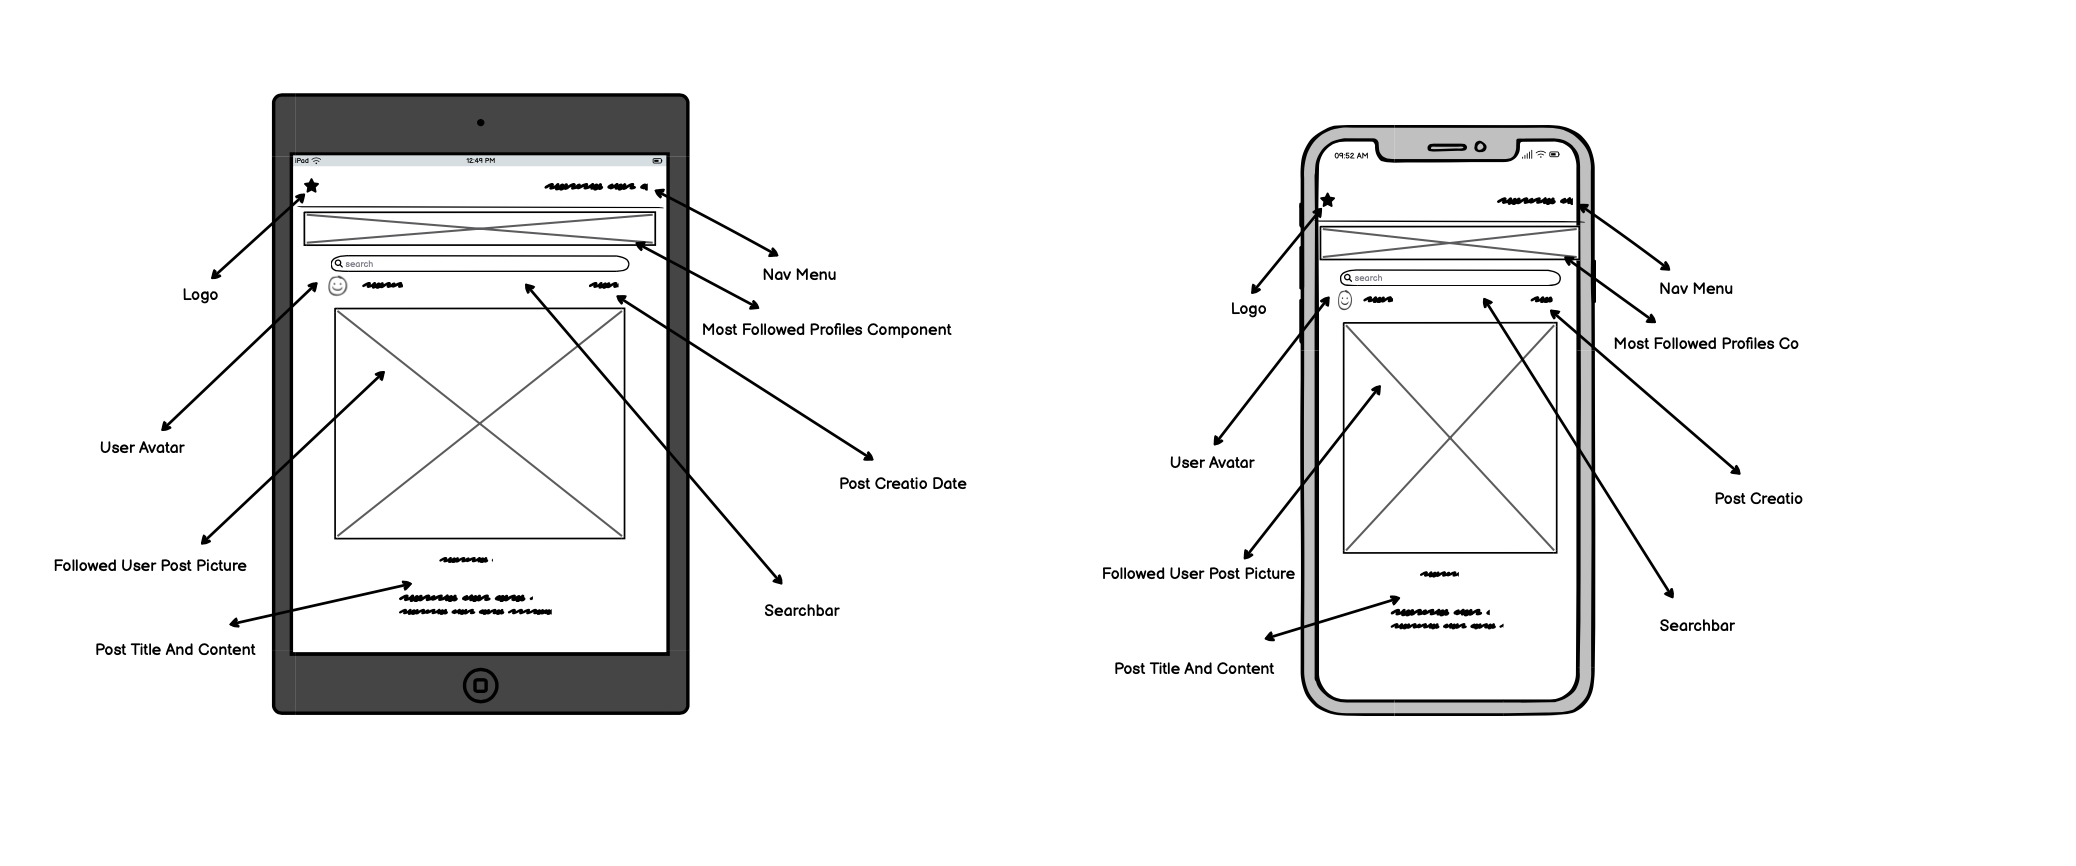 iPad
12:49 PM
search
Logo
Nav Menu
Most Followed Profiles Component
User Avatar
Post Creatio Date
Followed User Post Picture
Searchbar
Post Title And Content
09:52 AM
search
Logo
Nav Menu
Most Followed Profiles Co
User Avatar
Post Creatio
Followed User Post Picture
Searchbar
Post Title And Content